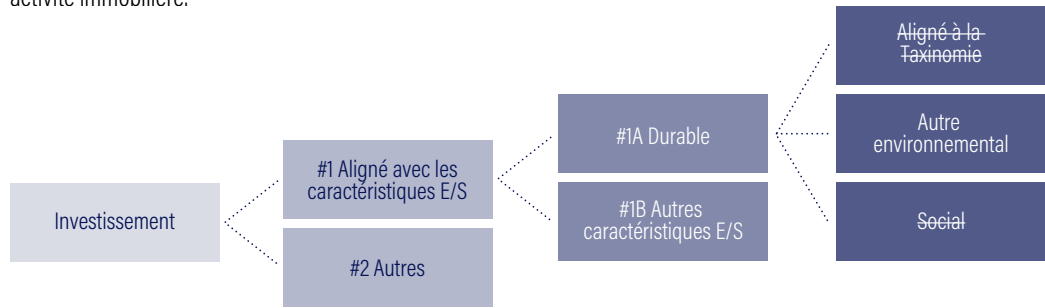 activité immobilière.
Aligné à la
Taxinomie
#1A Durable
Autre
environnemental
#1 Aligné avec les
caractéristiques E/S
#1B Autres
caractéristiques E/S
Investissement
Social
#2 Autres